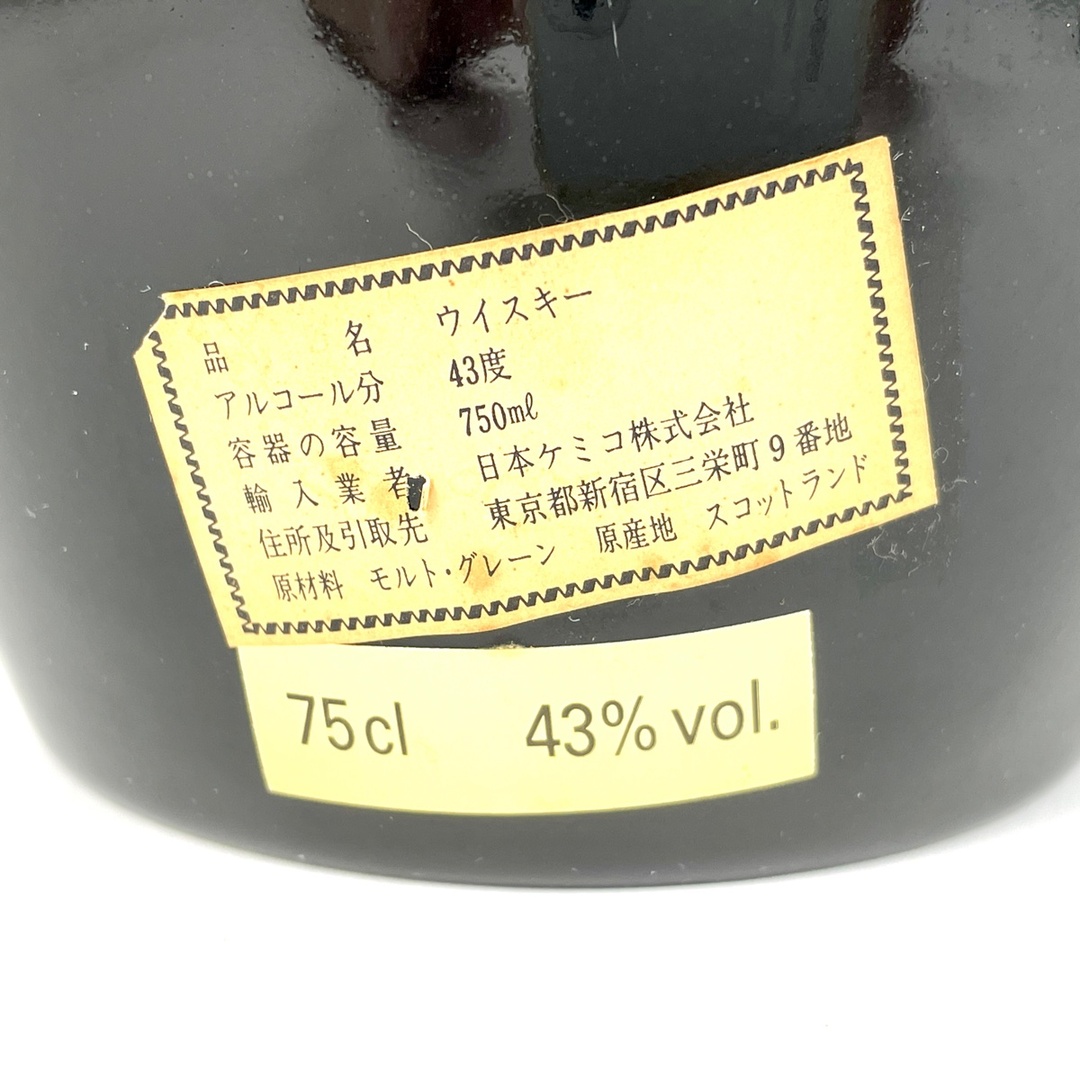 品名 ウイスキー
アルコール分 43度
容器の容量 750mℓ
輸入業者 日本ケミコ株式会社
住所及引取先 東京都新宿区三栄町9番地
原材料 モルト・グレーン 原産地 スコットランド
75cl 43% vol.